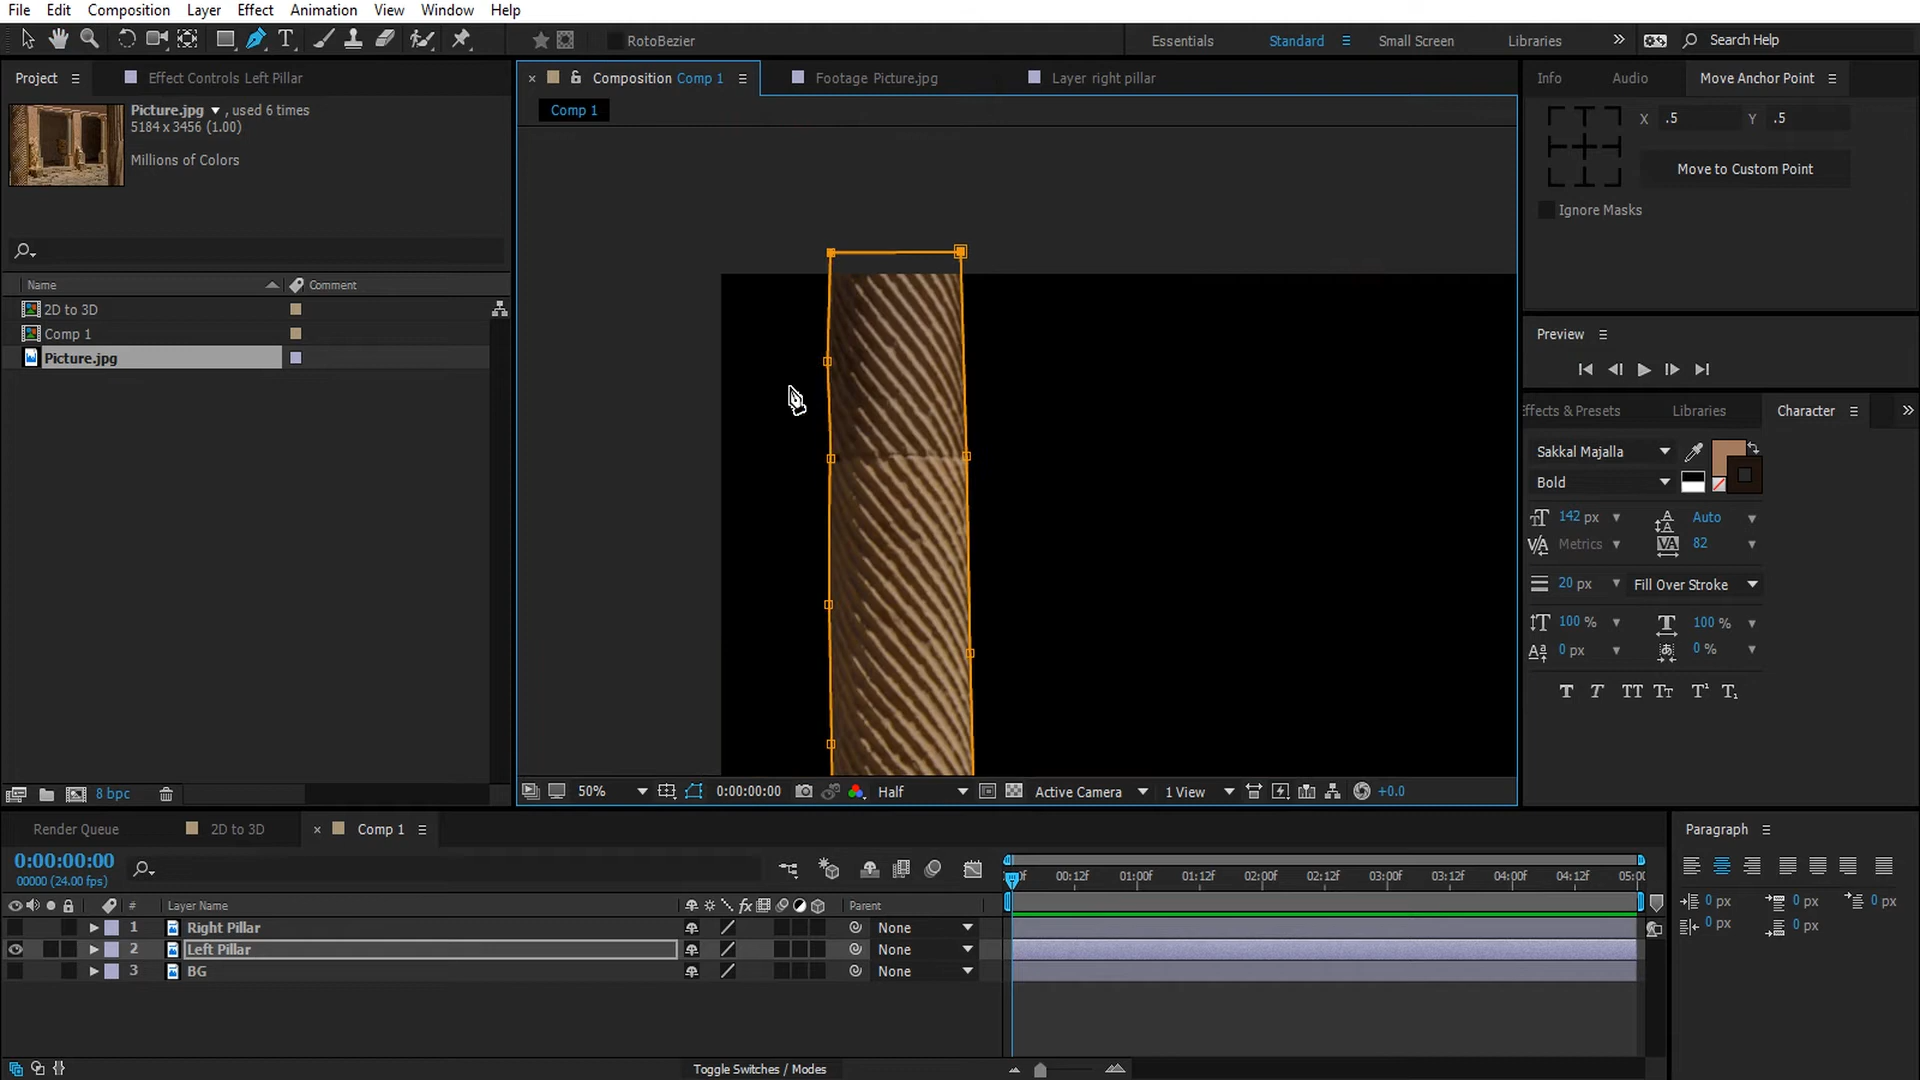 File Edit Composition Layer Effect Animation View Window Help
RotoBezier
Essentials Standard Small Screen Libraries Search Help
Project Effect Controls Left Pillar
Picture.jpg , used 6 times
5184 x 3456 (1.00)
Millions of Colors
Name Comment
2D to 3D
Comp 1
Picture.jpg
8 bpc
Composition Comp 1 Footage Picture.jpg Layer right pillar
Comp 1
50% 0:00:00:00 Half Active Camera 1 View +0.0
Info Audio Move Anchor Point
X .5 Y .5
Move to Custom Point
Ignore Masks
Preview
ffects & Presets Libraries Character
Sakkal Majalla
Bold
142 px Auto
Metrics 82
20 px Fill Over Stroke
100 % 100 %
0 px 0 %
T T TT Tт T¹ T₁
Render Queue 2D to 3D Comp 1
0:00:00:00
00000 (24.00 fps)
0f 00:12f 01:00f 01:12f 02:00f 02:12f 03:00f 03:12f 04:00f 04:12f 05:0
# Layer Name Parent
1 Right Pillar None
2 Left Pillar None
3 BG None
Toggle Switches / Modes
Paragraph
0 px 0 px 0 px
0 px 0 px